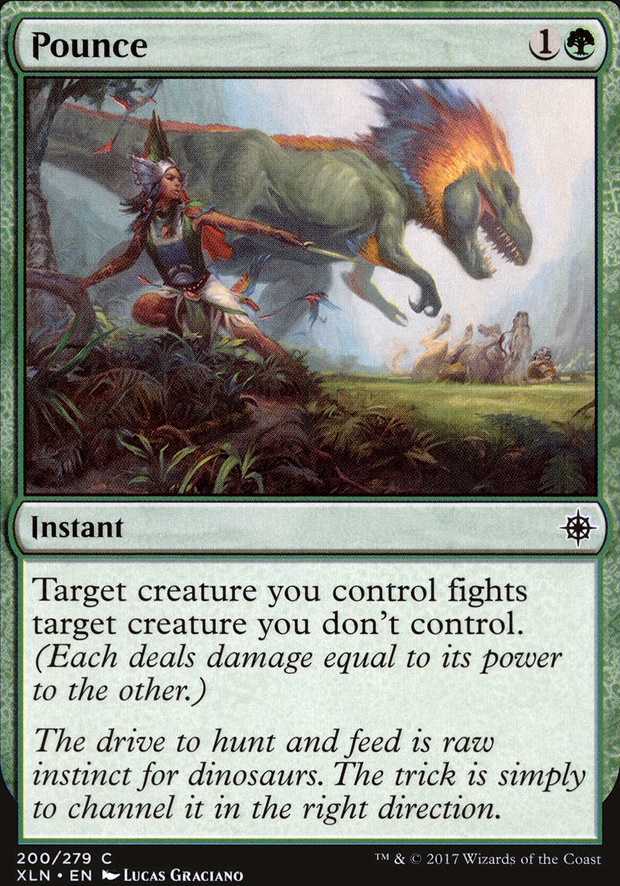 Pounce 1
Instant
Target creature you control fights
target creature you don't control.
(Each deals damage equal to its power
to the other.)
The drive to hunt and feed is raw
instinct for dinosaurs. The trick is simply
to channel it in the right direction.
200/279 C
XLN • EN LUCAS GRACIANO
™ & © 2017 Wizards of the Coast